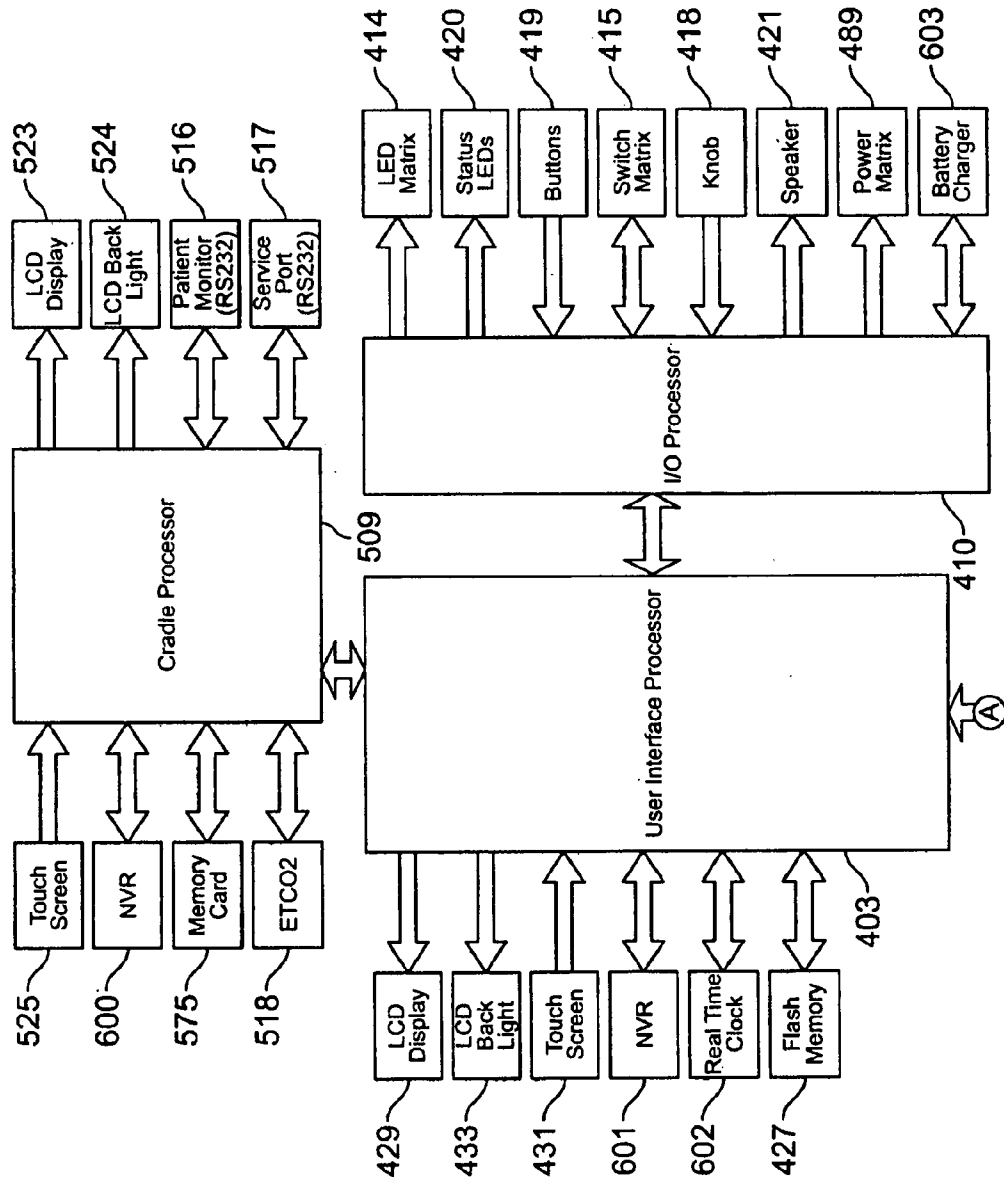 523
LCD
Display
524
LCD Back
Light
516
Patient
Monitor
(RS232)
517
Service
Port
(RS232)
Cradle Processor
509
525
Touch
Screen
600
NVR
575
Memory
Card
518
ETCO2
414
LED
Matrix
420
Status
LEDs
419
Buttons
415
Switch
Matrix
418
Knob
421
Speaker
489
Power
Matrix
603
Battery
Charger
I/O Processor
410
User Interface Processor
403
A
429
LCD
Display
433
LCD
Back
Light
431
Touch
Screen
601
NVR
602
Real Time
Clock
427
Flash
Memory